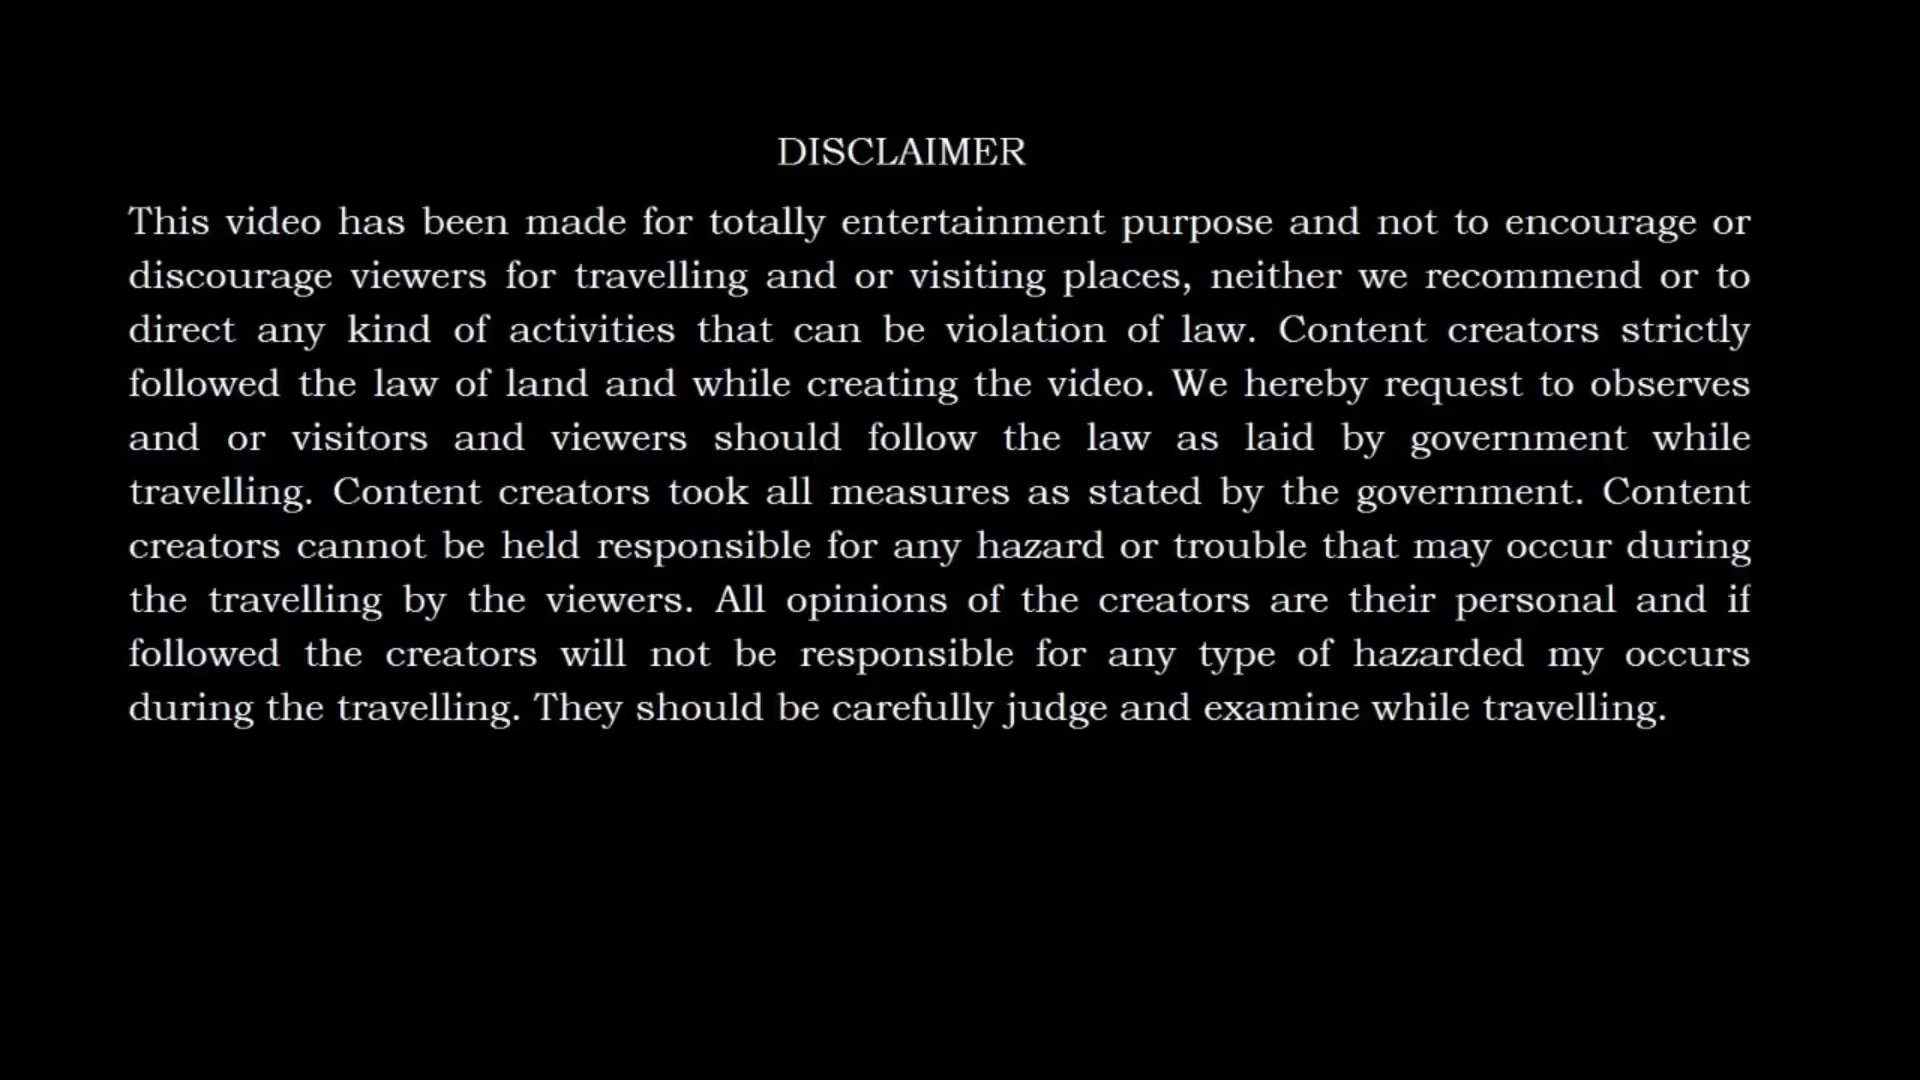 DISCLAIMER
This video has been made for totally entertainment purpose and not to encourage or
discourage viewers for travelling and or visiting places, neither we recommend or to
direct any kind of activities that can be violation of law. Content creators strictly
followed the law of land and while creating the video. We hereby request to observes
and or visitors and viewers should follow the law as laid by government while
travelling. Content creators took all measures as stated by the government. Content
creators cannot be held responsible for any hazard or trouble that may occur during
the travelling by the viewers. All opinions of the creators are their personal and if
followed the creators will not be responsible for any type of hazarded my occurs
during the travelling. They should be carefully judge and examine while travelling.